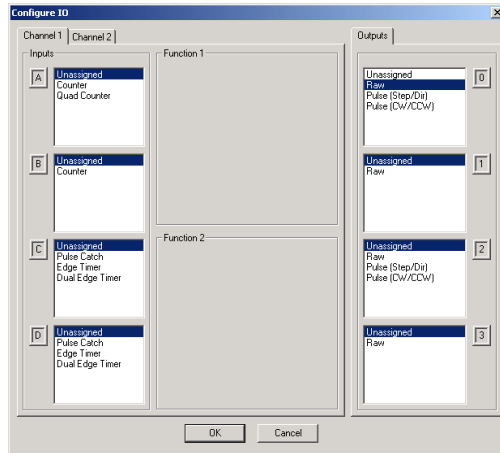 Configure IO
Channel 1 Channel 2
Outputs
Inputs
A
Unassigned
Counter
Quad Counter
B
Unassigned
Counter
C
Unassigned
Pulse Catch
Edge Timer
Dual Edge Timer
D
Unassigned
Pulse Catch
Edge Timer
Dual Edge Timer
Function 1
Function 2
Unassigned
Raw
Pulse (Step/Dir)
Pulse (CW/CCW)
0
Unassigned
Raw
1
Unassigned
Raw
Pulse (Step/Dir)
Pulse (CW/CCW)
2
Unassigned
Raw
3
OK Cancel